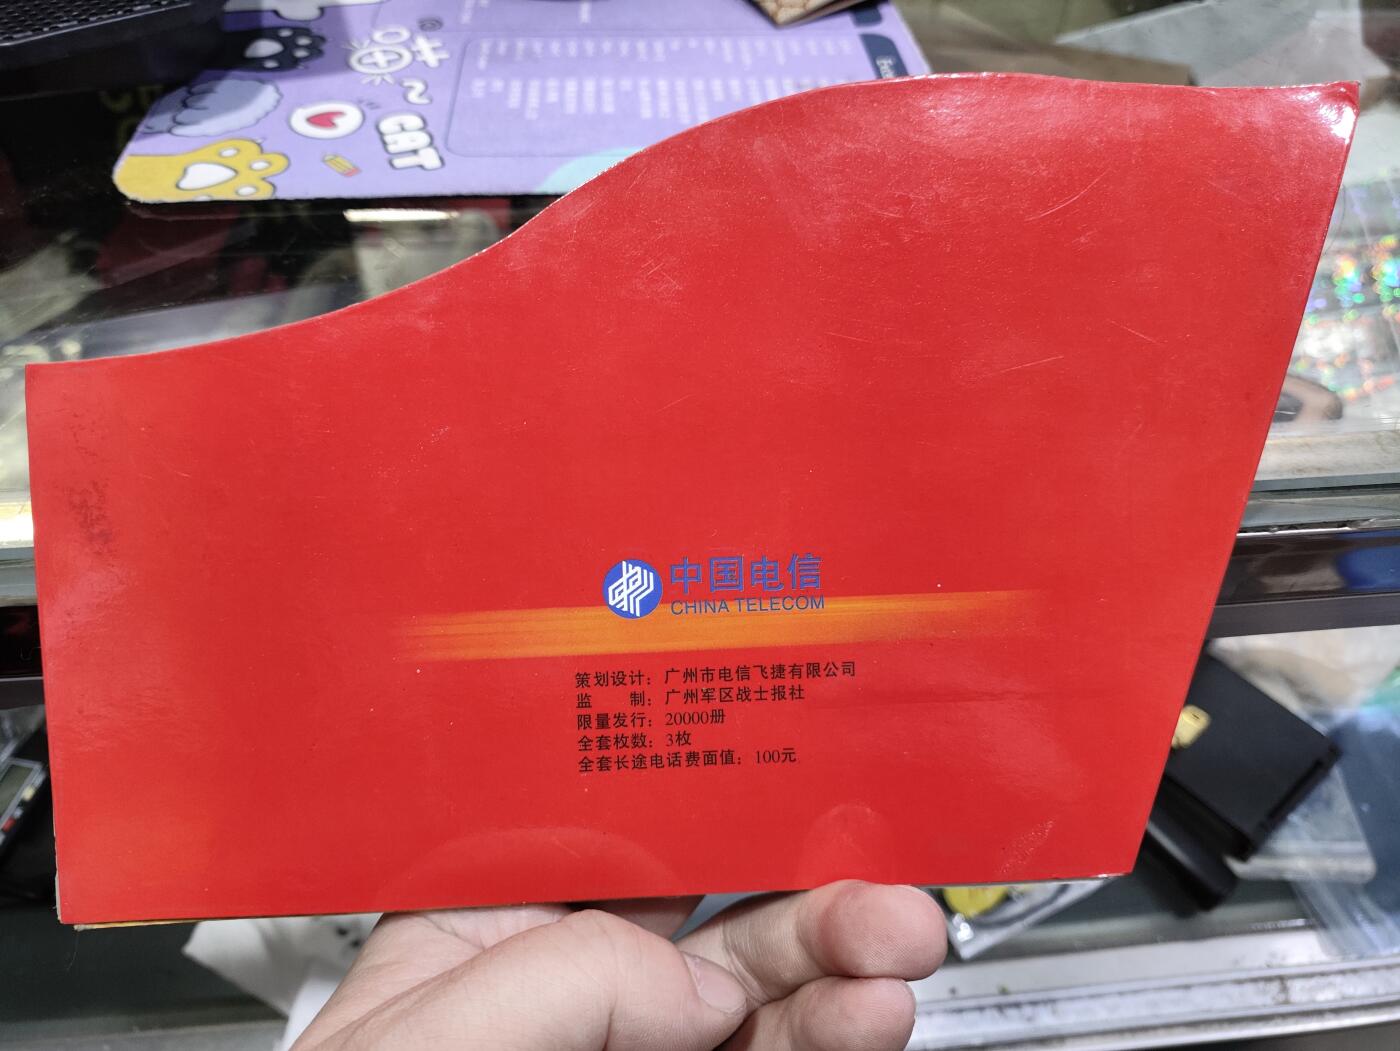 CAT
中国电信
CHINA TELECOM
策划设计：广州市电信飞捷有限公司
监　　制：广州军区战士报社
限量发行：20000册
全套枚数：3枚
全套长途电话费面值：100元